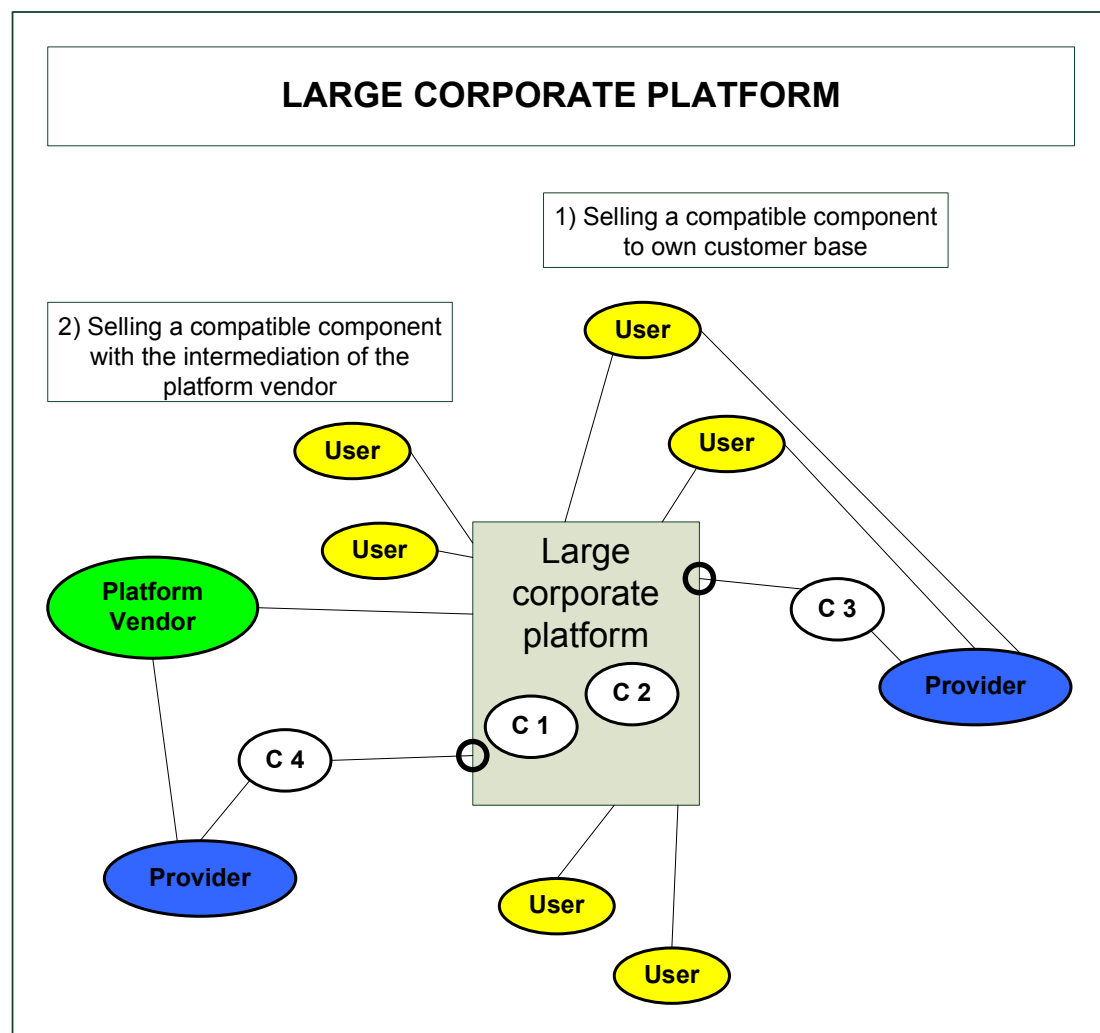 LARGE CORPORATE PLATFORM
1) Selling a compatible component
to own customer base
2) Selling a compatible component
with the intermediation of the
platform vendor
User
User
User
User
Large
corporate
platform
Platform
Vendor
C 3
C 2
Provider
C 1
C 4
Provider
User
User